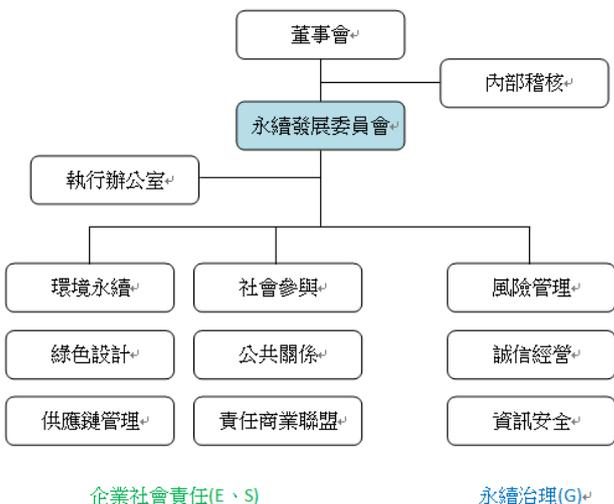 董事會
內部稽核
永續發展委員會
執行辦公室
環境永續
社會參與
風險管理
綠色設計
公共關係
誠信經營
供應鏈管理
責任商業聯盟
資訊安全
企業社會責任(E、S)
永續治理(G)